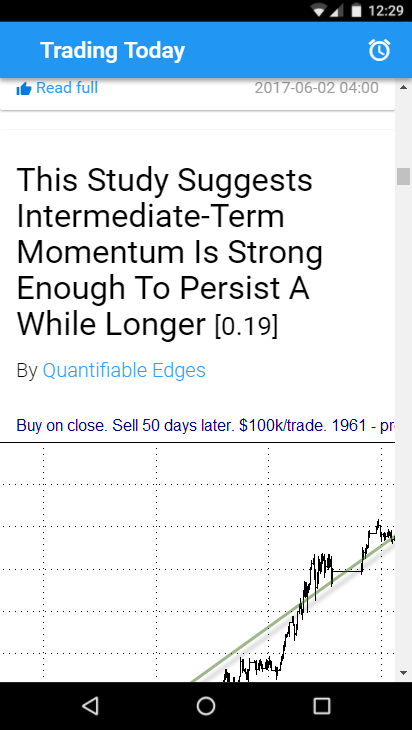 12:29
Trading Today
Read full
2017-06-02 04:00
This Study Suggests
Intermediate-Term
Momentum Is Strong
Enough To Persist A
While Longer [0.19]
By Quantifiable Edges
Buy on close. Sell 50 days later. $100k/trade. 1961 - pr